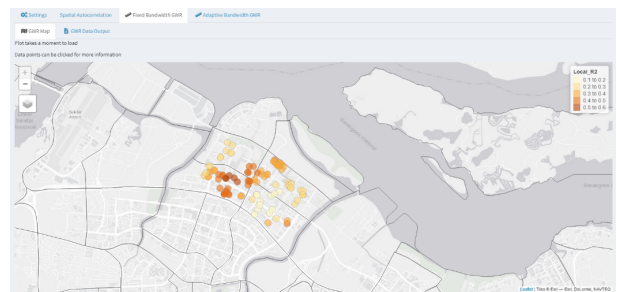 Settings Spatial Autocorrelation Fixed Bandwidth GWR Adaptive Bandwidth GWR
GWR Map GWR Data Output
Plot takes a moment to load
Data points can be clicked for more information
+
−
Local_R2
0.1 to 0.2
0.2 to 0.3
0.3 to 0.4
0.4 to 0.5
0.5 to 0.6
Leaflet | Tiles © Esri — Esri, DeLorme, NAVTEQ